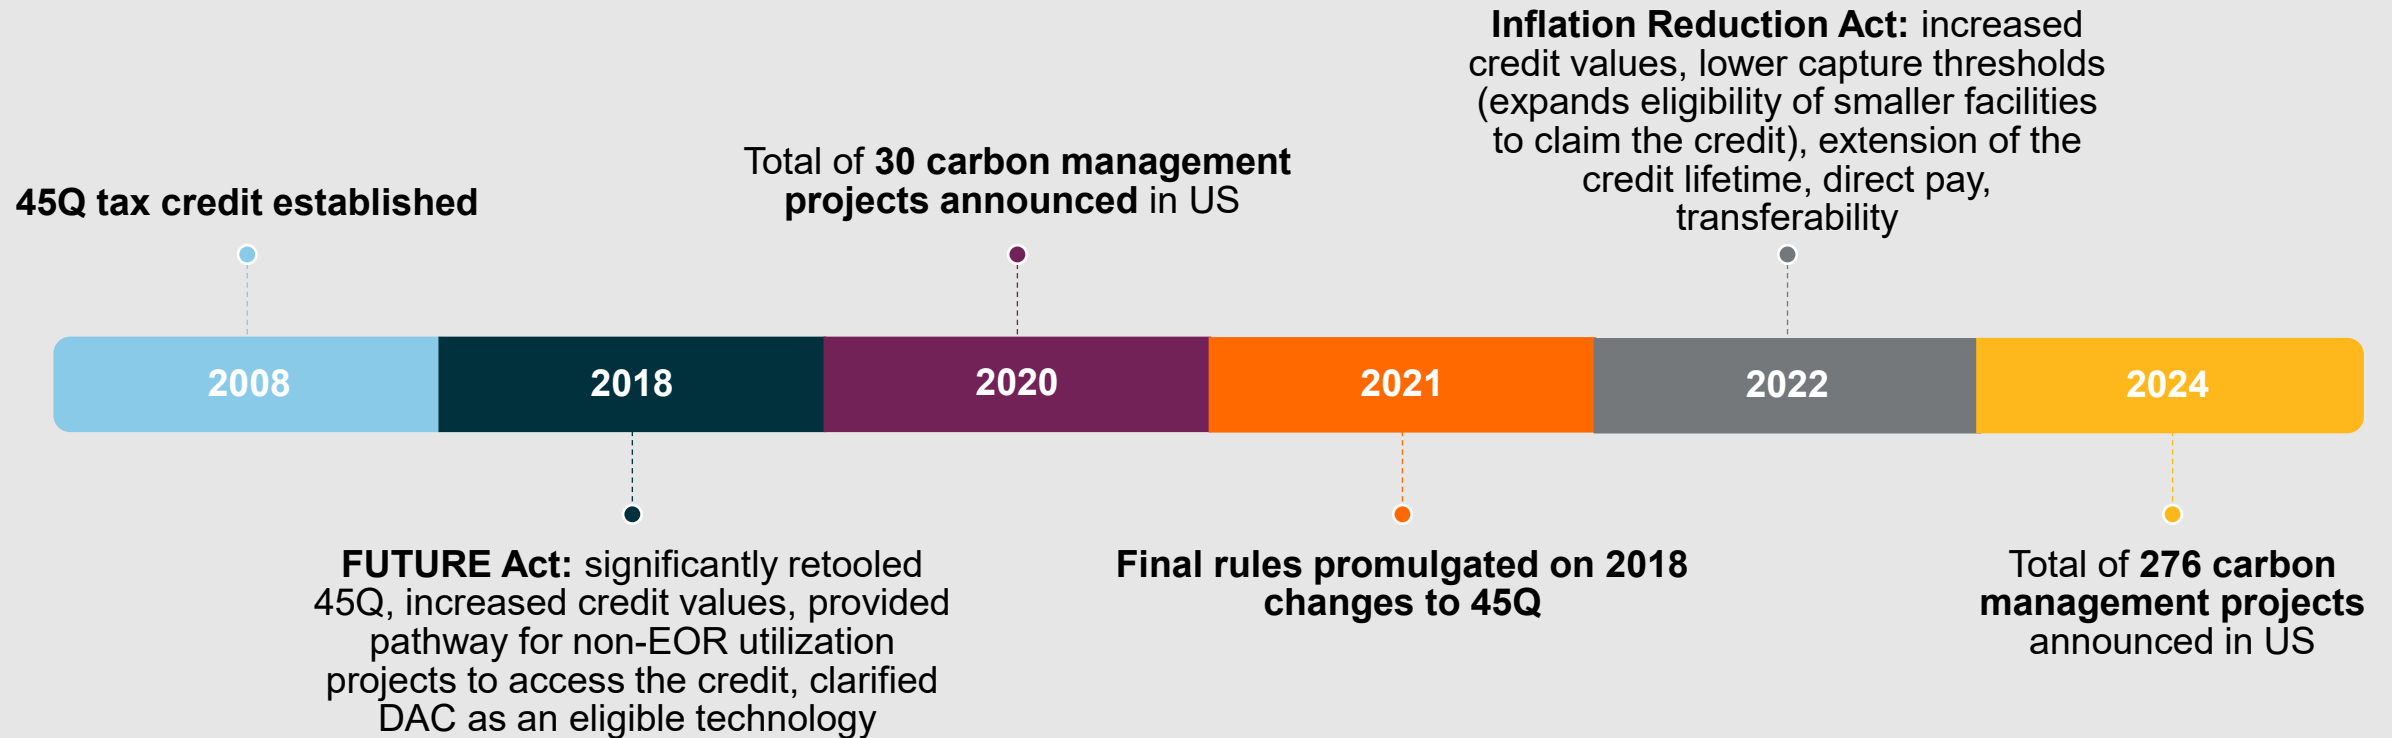 45Q tax credit established
Total of 30 carbon management
projects announced in US
Inflation Reduction Act: increased
credit values, lower capture thresholds
(expands eligibility of smaller facilities
to claim the credit), extension of the
credit lifetime, direct pay,
transferability
2008
2018
2020
2021
2022
2024
FUTURE Act: significantly retooled
45Q, increased credit values, provided
pathway for non-EOR utilization
projects to access the credit, clarified
DAC as an eligible technology
Final rules promulgated on 2018
changes to 45Q
Total of 276 carbon
management projects
announced in US